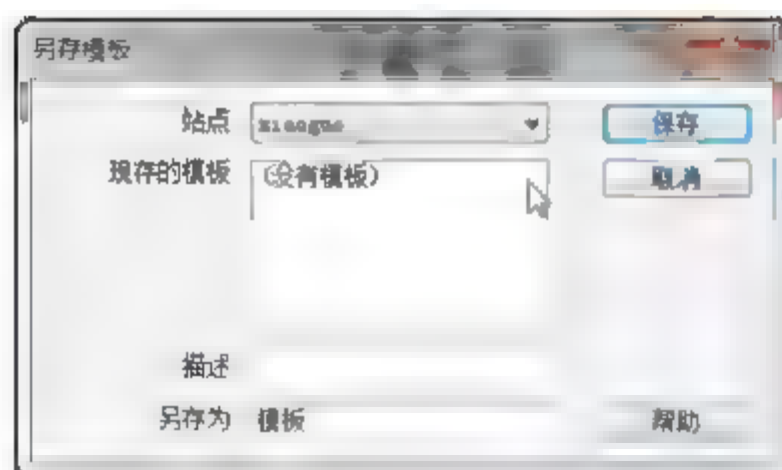 另存模板
站点 xiaoguo 保存
现存的模板 (没有模板) 取消
描述
另存为 模板 帮助